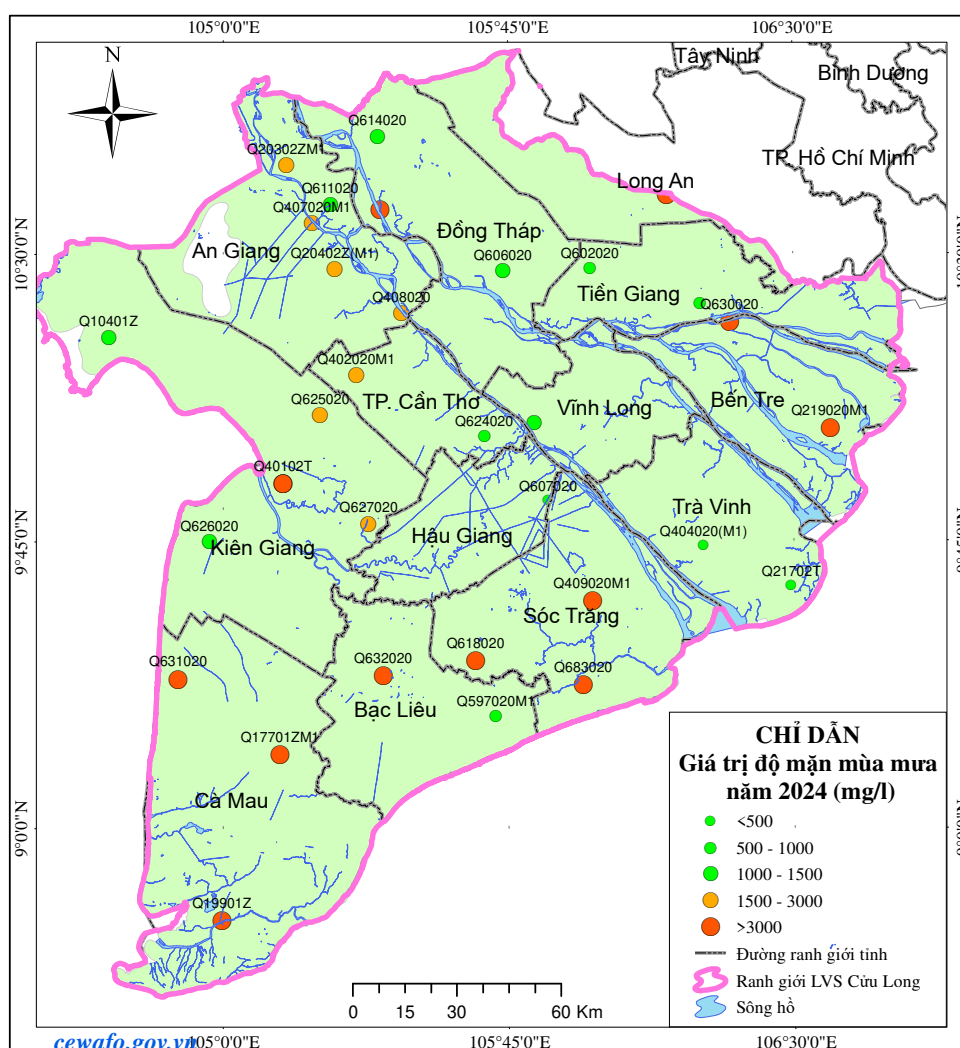 105°0'0"E 105°45'0"E 106°30'0"E
N
Tây Ninh
Bình Dương
TP. Hồ Chí Minh
Long An
Q614020
Q20302ZM1
Q611020
Q407020M1
Đồng Tháp
An Giang
Q20402Z(M1)
Q606020
Q602020
10°30'0"N
Tiền Giang
Q408020
Q630020
Q10401Z
Q402020M1
Q625020
TP. Cần Thơ
Vĩnh Long
Bến Tre
Q219020M1
Q624020
Q40102T
Q607020
Q627020
Trà Vinh
Q626020
Kiên Giang
Hậu Giang
Q404020(M1)
9°45'0"N
Q21702T
Q409020M1
Sóc Trăng
Q618020
Q631020
Q632020
Q683020
Bạc Liêu
Q597020M1
Q17701ZM1
Cà Mau
9°0'0"N
Q19901Z
CHỈ DẪN
Giá trị độ mặn mùa mưa
năm 2024 (mg/l)
<500
500 - 1000
1000 - 1500
1500 - 3000
>3000
Đường ranh giới tỉnh
Ranh giới LVS Cửu Long
Sông hồ
0 15 30 60 Km
cewafo.gov.vn
105°0'0"E 105°45'0"E 106°30'0"E